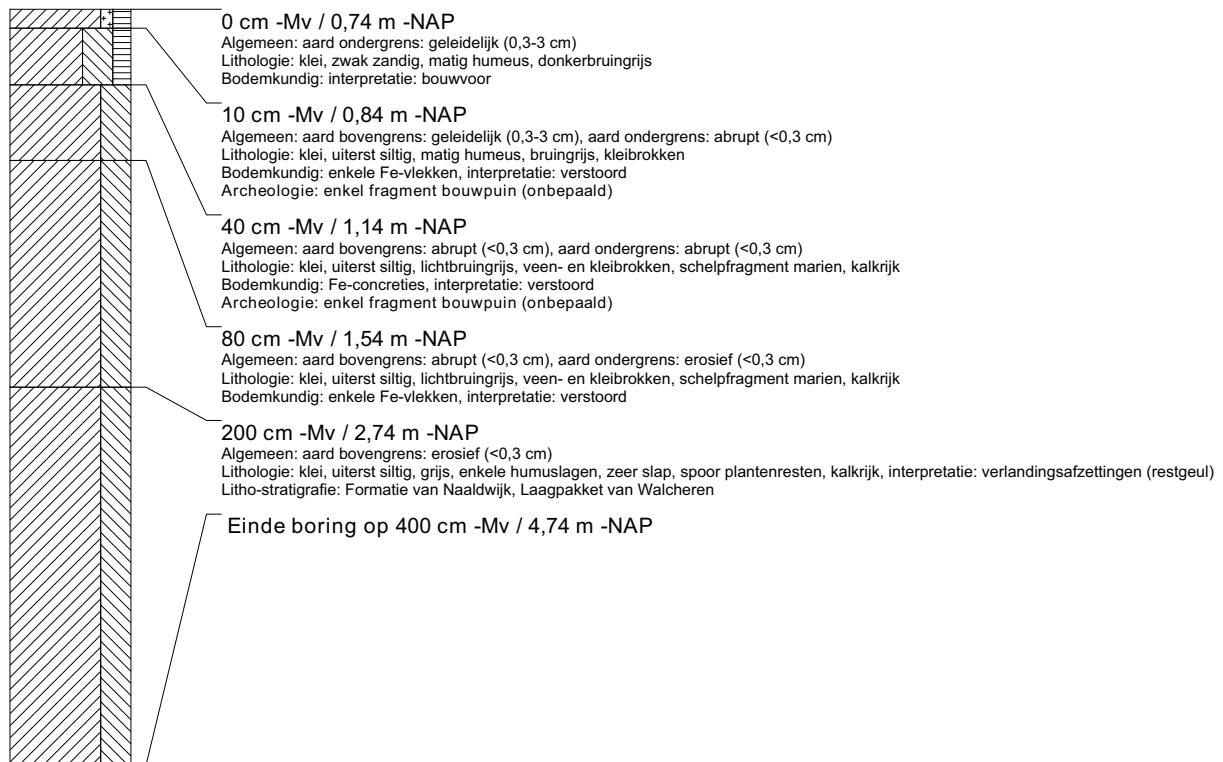 0 cm -Mv / 0,74 m -NAP
Algemeen: aard ondergrens: geleidelijk (0,3-3 cm)
Lithologie: klei, zwak zandig, matig humeus, donkerbruingrijs
Bodemkundig: interpretatie: bouwvoor
10 cm -Mv / 0,84 m -NAP
Algemeen: aard bovengrens: geleidelijk (0,3-3 cm), aard ondergrens: abrupt (<0,3 cm)
Lithologie: klei, uiterst siltig, matig humeus, bruingrijs, kleibrokken
Bodemkundig: enkele Fe-vlekken, interpretatie: verstoord
Archeologie: enkel fragment bouwpuin (onbepaald)
40 cm -Mv / 1,14 m -NAP
Algemeen: aard bovengrens: abrupt (<0,3 cm), aard ondergrens: abrupt (<0,3 cm)
Lithologie: klei, uiterst siltig, lichtbruingrijs, veen- en kleibrokken, schelpfragment marien, kalkrijk
Bodemkundig: Fe-concreties, interpretatie: verstoord
Archeologie: enkel fragment bouwpuin (onbepaald)
80 cm -Mv / 1,54 m -NAP
Algemeen: aard bovengrens: abrupt (<0,3 cm), aard ondergrens: erosief (<0,3 cm)
Lithologie: klei, uiterst siltig, lichtbruingrijs, veen- en kleibrokken, schelpfragment marien, kalkrijk
Bodemkundig: enkele Fe-vlekken, interpretatie: verstoord
200 cm -Mv / 2,74 m -NAP
Algemeen: aard bovengrens: erosief (<0,3 cm)
Lithologie: klei, uiterst siltig, grijs, enkele humuslagen, zeer slap, spoor plantenresten, kalkrijk, interpretatie: verlandingsafzettingen (restgeul)
Litho-stratigrafie: Formatie van Naaldwijk, Laagpakket van Walcheren
Einde boring op 400 cm -Mv / 4,74 m -NAP